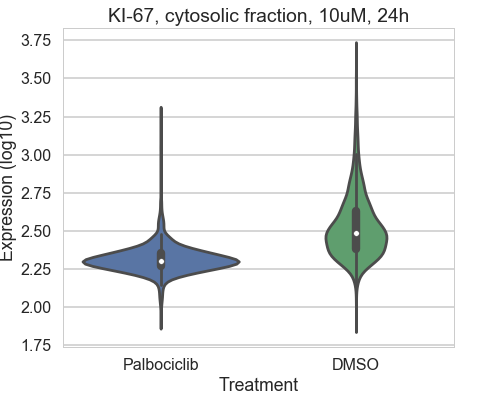 KI-67, cytosolic fraction, 10uM, 24h
3.75
3.50
3.25
3.00
2.75
2.50
2.25
2.00
1.75
Expression (log10)
Palbociclib DMSO
Treatment